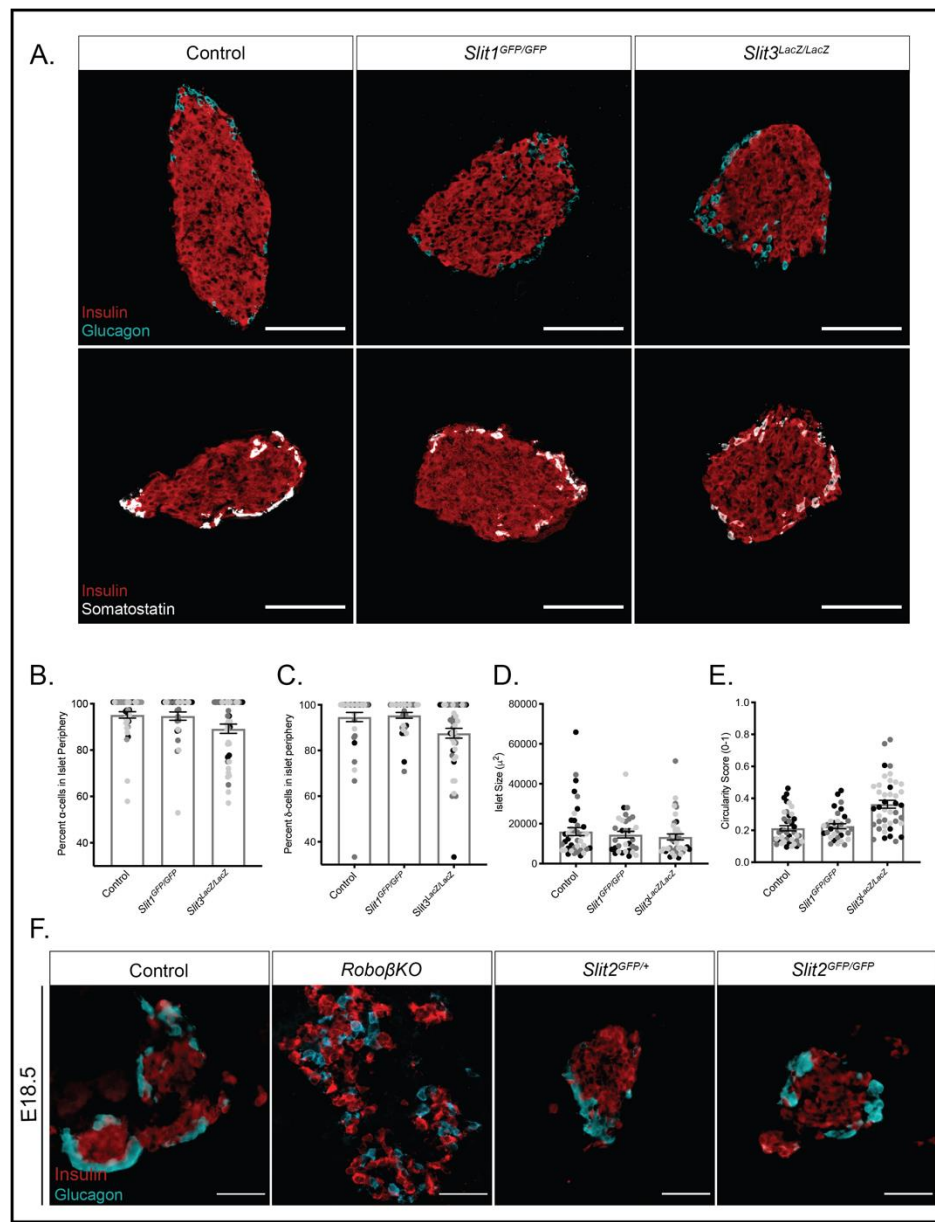 A.
Control
Slit1GFP/GFP
Slit3LacZ/LacZ
Insulin
Glucagon
Insulin
Somatostatin
B.
Percent α-cells in Islet Periphery
100
80
60
40
Control
Slit1GFP/GFP
Slit3LacZ/LacZ
C.
Percent δ-cells in islet periphery
100
80
60
40
Control
Slit1GFP/GFP
Slit3LacZ/LacZ
D.
Islet Size (μ²)
80000
60000
40000
20000
0
Control
Slit1GFP/GFP
Slit3LacZ/LacZ
E.
Circularity Score (0-1)
1.0
0.8
0.6
0.4
0.2
0.0
Control
Slit1GFP/GFP
Slit3LacZ/LacZ
F.
Control
RoboβKO
Slit2GFP/+
Slit2GFP/GFP
E18.5
Insulin
Glucagon